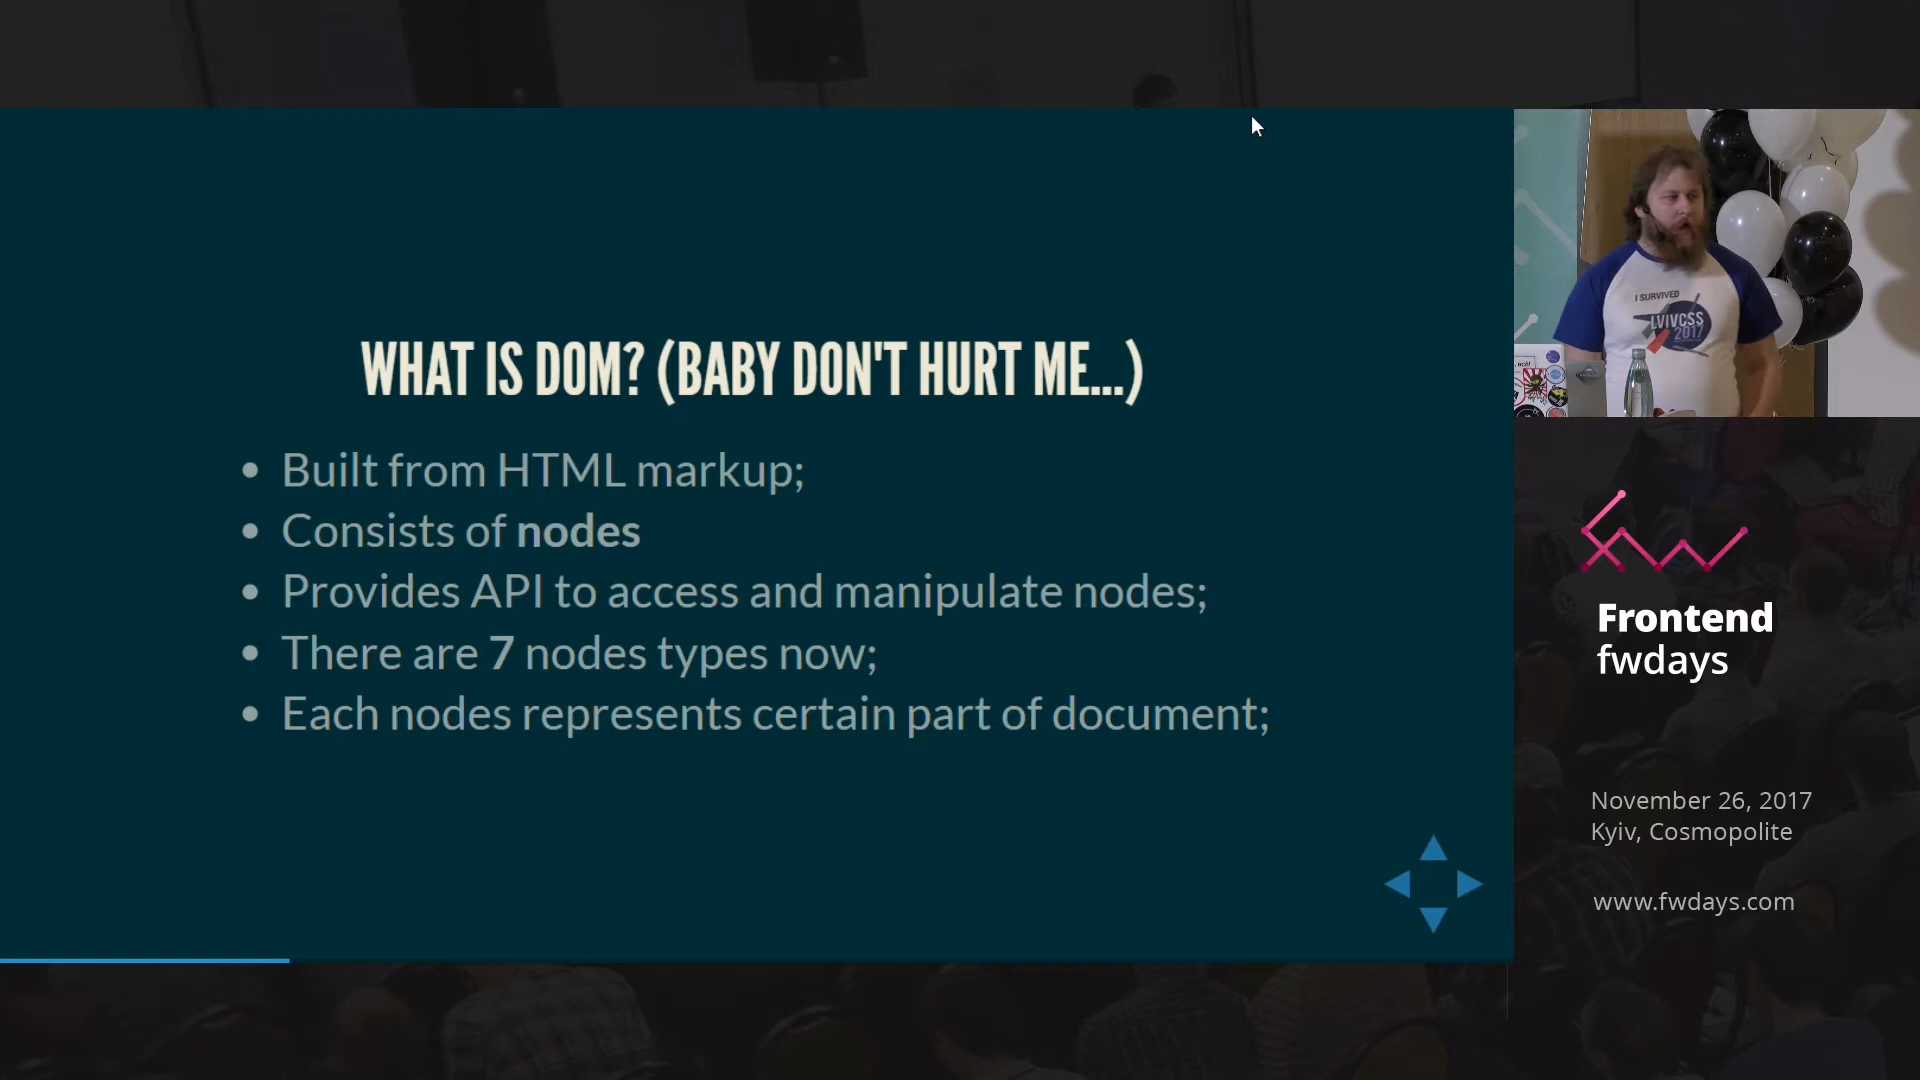 WHAT IS DOM? (BABY DON'T HURT ME...)
Built from HTML markup;
Consists of nodes
Provides API to access and manipulate nodes;
There are 7 nodes types now;
Each nodes represents certain part of document;
I SURVIVED
LVIVCSS
2017
Frontend
fwdays
November 26, 2017
Kyiv, Cosmopolite
www.fwdays.com